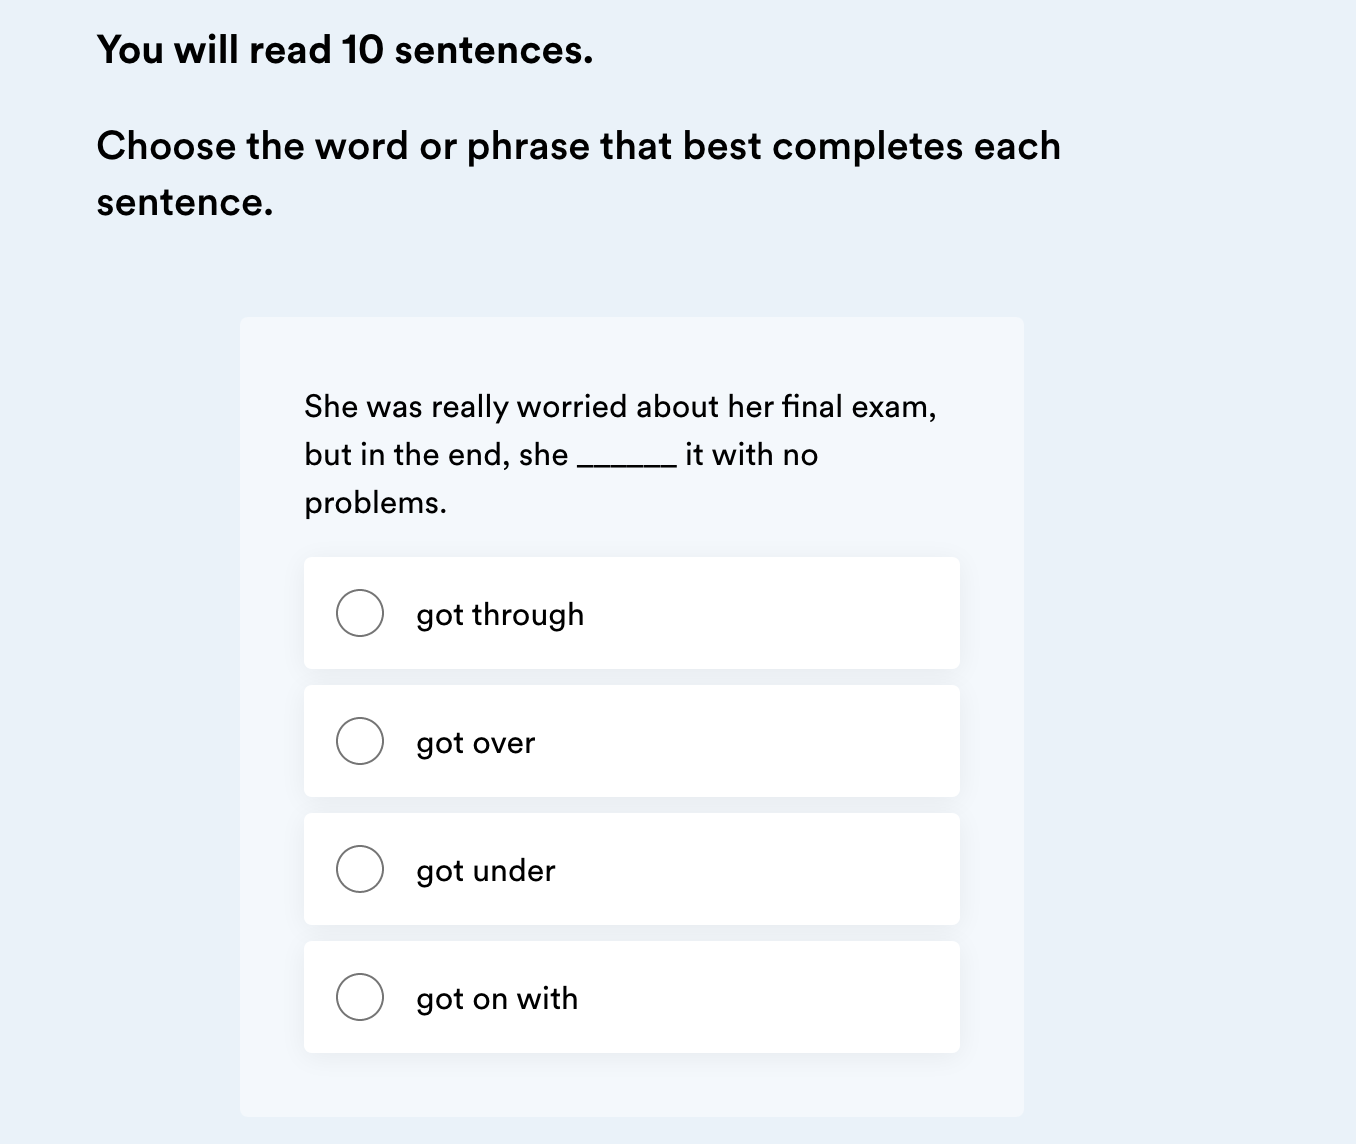 You will read 10 sentences.
Choose the word or phrase that best completes each
sentence.
She was really worried about her final exam,
but in the end, she ______ it with no
problems.
got through
got over
got under
got on with